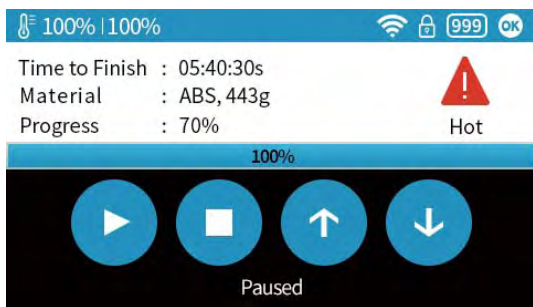 100% | 100% 999 OK
Time to Finish : 05:40:30s
Material : ABS, 443g
Progress : 70%
Hot
100%
Paused